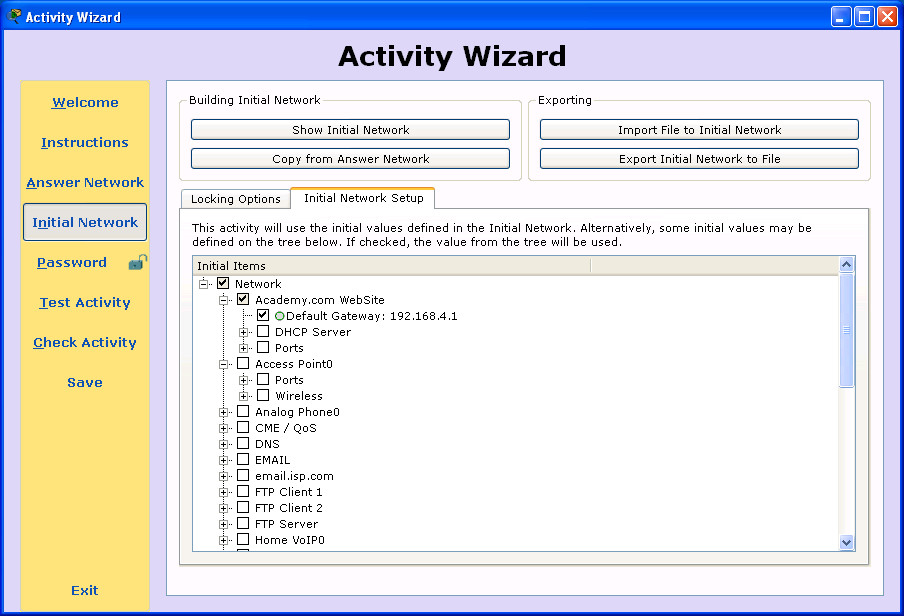 Activity Wizard
Activity Wizard
Welcome
Instructions
Answer Network
Initial Network
Password
Test Activity
Check Activity
Save
Exit
Building Initial Network
Show Initial Network
Copy from Answer Network
Exporting
Import File to Initial Network
Export Initial Network to File
Locking Options
Initial Network Setup
This activity will use the initial values defined in the Initial Network. Alternatively, some initial values may be
defined on the tree below. If checked, the value from the tree will be used.
Initial Items
Network
Academy.com WebSite
Default Gateway: 192.168.4.1
DHCP Server
Ports
Access Point0
Ports
Wireless
Analog Phone0
CME / QoS
DNS
EMAIL
email.isp.com
FTP Client 1
FTP Client 2
FTP Server
Home VoIP0